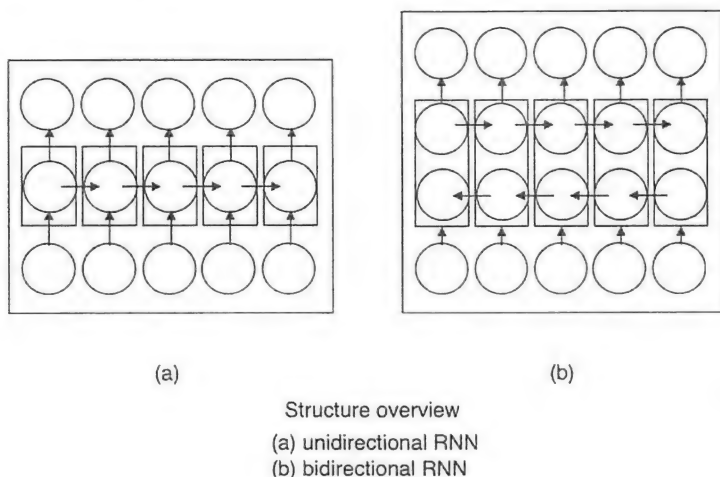 (a)
(b)
Structure overview
(a) unidirectional RNN
(b) bidirectional RNN